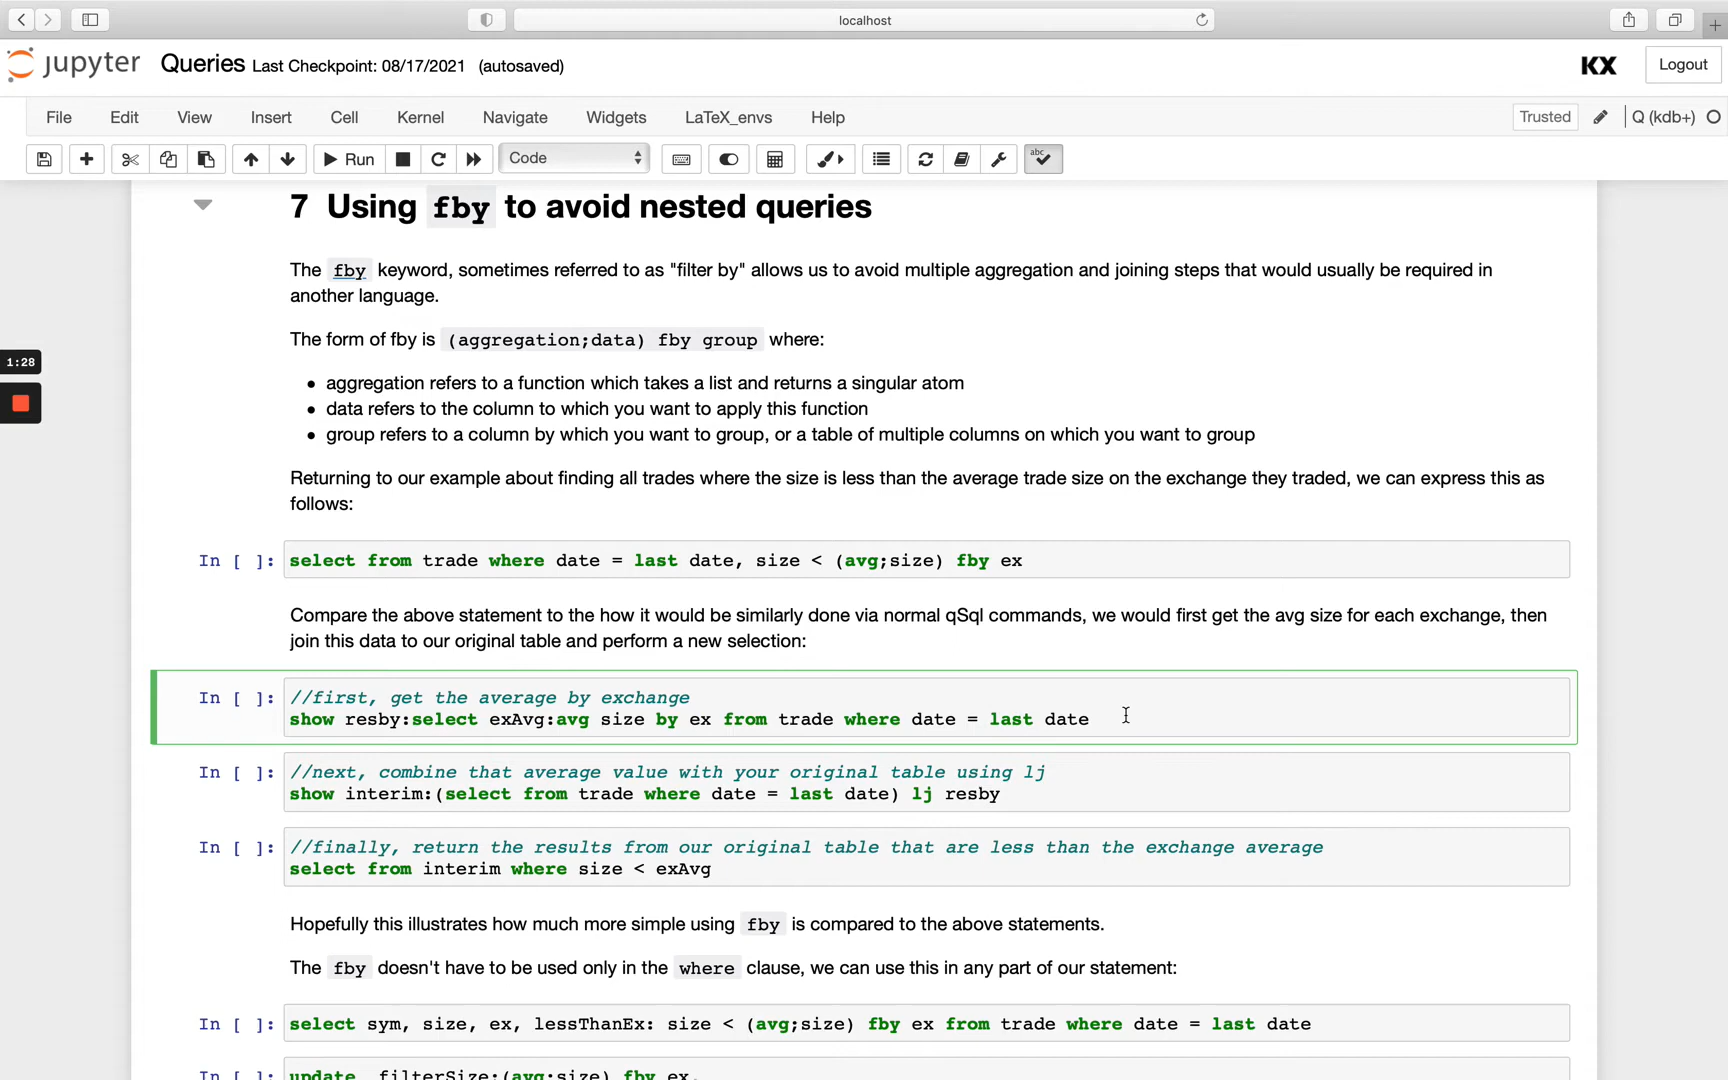 localhost
jupyter Queries Last Checkpoint: 08/17/2021 (autosaved) KX Logout
File Edit View Insert Cell Kernel Navigate Widgets LaTeX_envs Help Trusted Q (kdb+)
Run Code abc
7 Using fby to avoid nested queries
The fby keyword, sometimes referred to as "filter by" allows us to avoid multiple aggregation and joining steps that would usually be required in
another language.
The form of fby is (aggregation;data) fby group where:
1:28
• aggregation refers to a function which takes a list and returns a singular atom
• data refers to the column to which you want to apply this function
• group refers to a column by which you want to group, or a table of multiple columns on which you want to group
Returning to our example about finding all trades where the size is less than the average trade size on the exchange they traded, we can express this as
follows:
In [ ]: select from trade where date = last date, size < (avg;size) fby ex
Compare the above statement to the how it would be similarly done via normal qSql commands, we would first get the avg size for each exchange, then
join this data to our original table and perform a new selection:
In [ ]: //first, get the average by exchange
show resby:select exAvg:avg size by ex from trade where date = last date
In [ ]: //next, combine that average value with your original table using lj
show interim:(select from trade where date = last date) lj resby
In [ ]: //finally, return the results from our original table that are less than the exchange average
select from interim where size < exAvg
Hopefully this illustrates how much more simple using fby is compared to the above statements.
The fby doesn't have to be used only in the where clause, we can use this in any part of our statement:
In [ ]: select sym, size, ex, lessThanEx: size < (avg;size) fby ex from trade where date = last date
In [ ]: update filterSize:(avg;size) fby ex